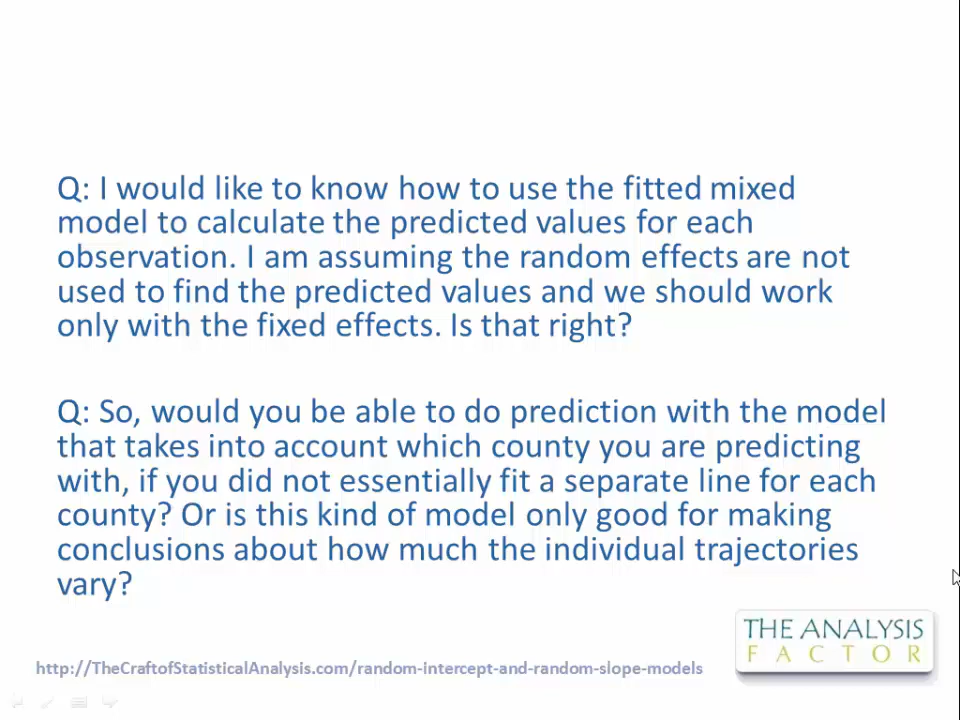 Q: I would like to know how to use the fitted mixed
model to calculate the predicted values for each
observation. I am assuming the random effects are not
used to find the predicted values and we should work
only with the fixed effects. Is that right?
Q: So, would you be able to do prediction with the model
that takes into account which county you are predicting
with, if you did not essentially fit a separate line for each
county? Or is this kind of model only good for making
conclusions about how much the individual trajectories
vary?
THE ANALYSIS
FACTOR
http://TheCraftofStatisticalAnalysis.com/random-intercept-and-random-slope-models